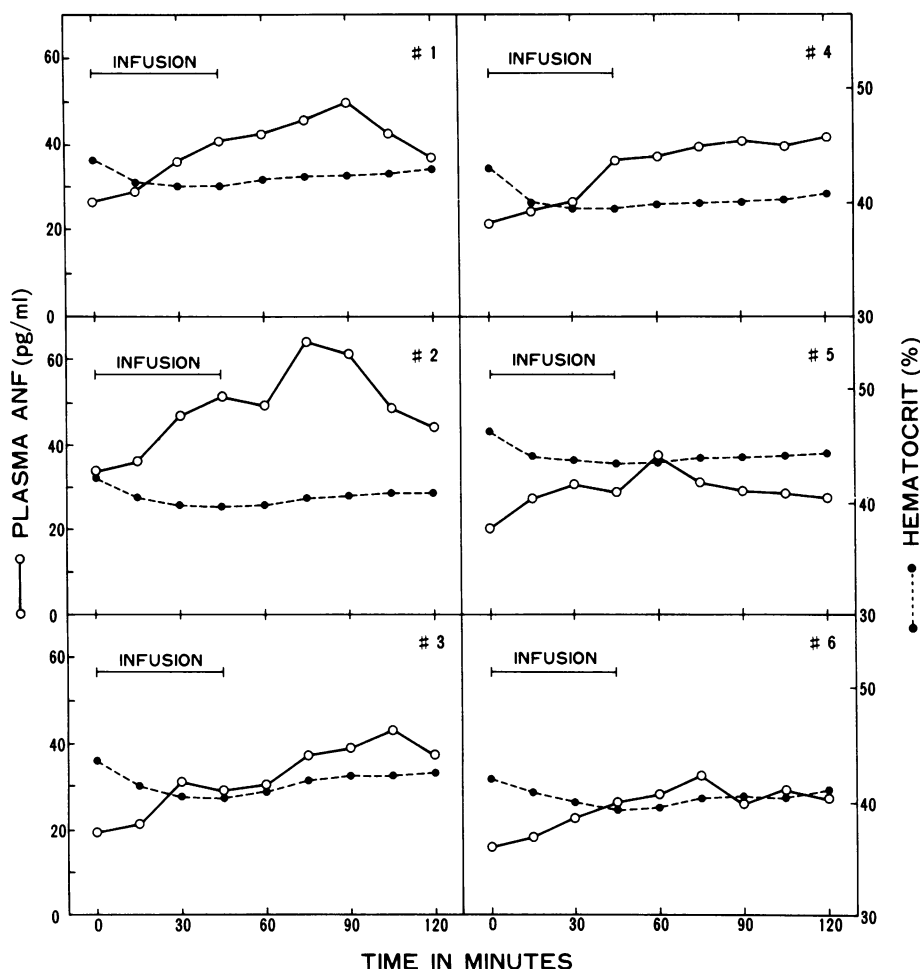 PLASMA ANF (pg/ml)
HEMATOCRIT (%)
60
40
20
0
INFUSION
# 1
INFUSION
# 4
50
40
30
60
40
20
0
INFUSION
# 2
INFUSION
# 5
50
40
30
60
40
20
0
INFUSION
# 3
INFUSION
# 6
50
40
30
0 30 60 90 120 0 30 60 90 120
TIME IN MINUTES